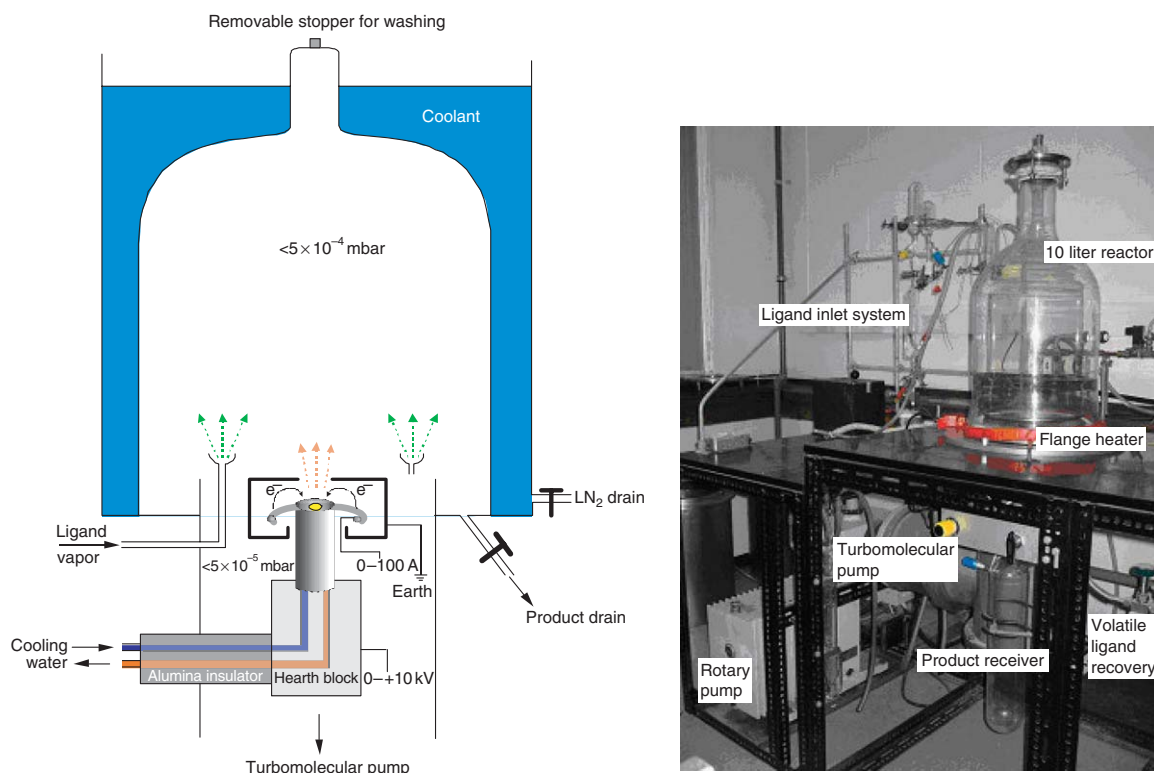 Removable stopper for washing
Coolant
<5×10⁻⁴ mbar
e⁻
e⁻
LN₂ drain
Ligand
vapor
<5×10⁻⁵ mbar
0–100 A
Earth
Product drain
Cooling
water
Alumina insulator
Hearth block
0–+10 kV
Turbomolecular pump
10 liter reactor
Ligand inlet system
Flange heater
Turbomolecular
pump
Volatile
ligand
recovery
Product receiver
Rotary
pump